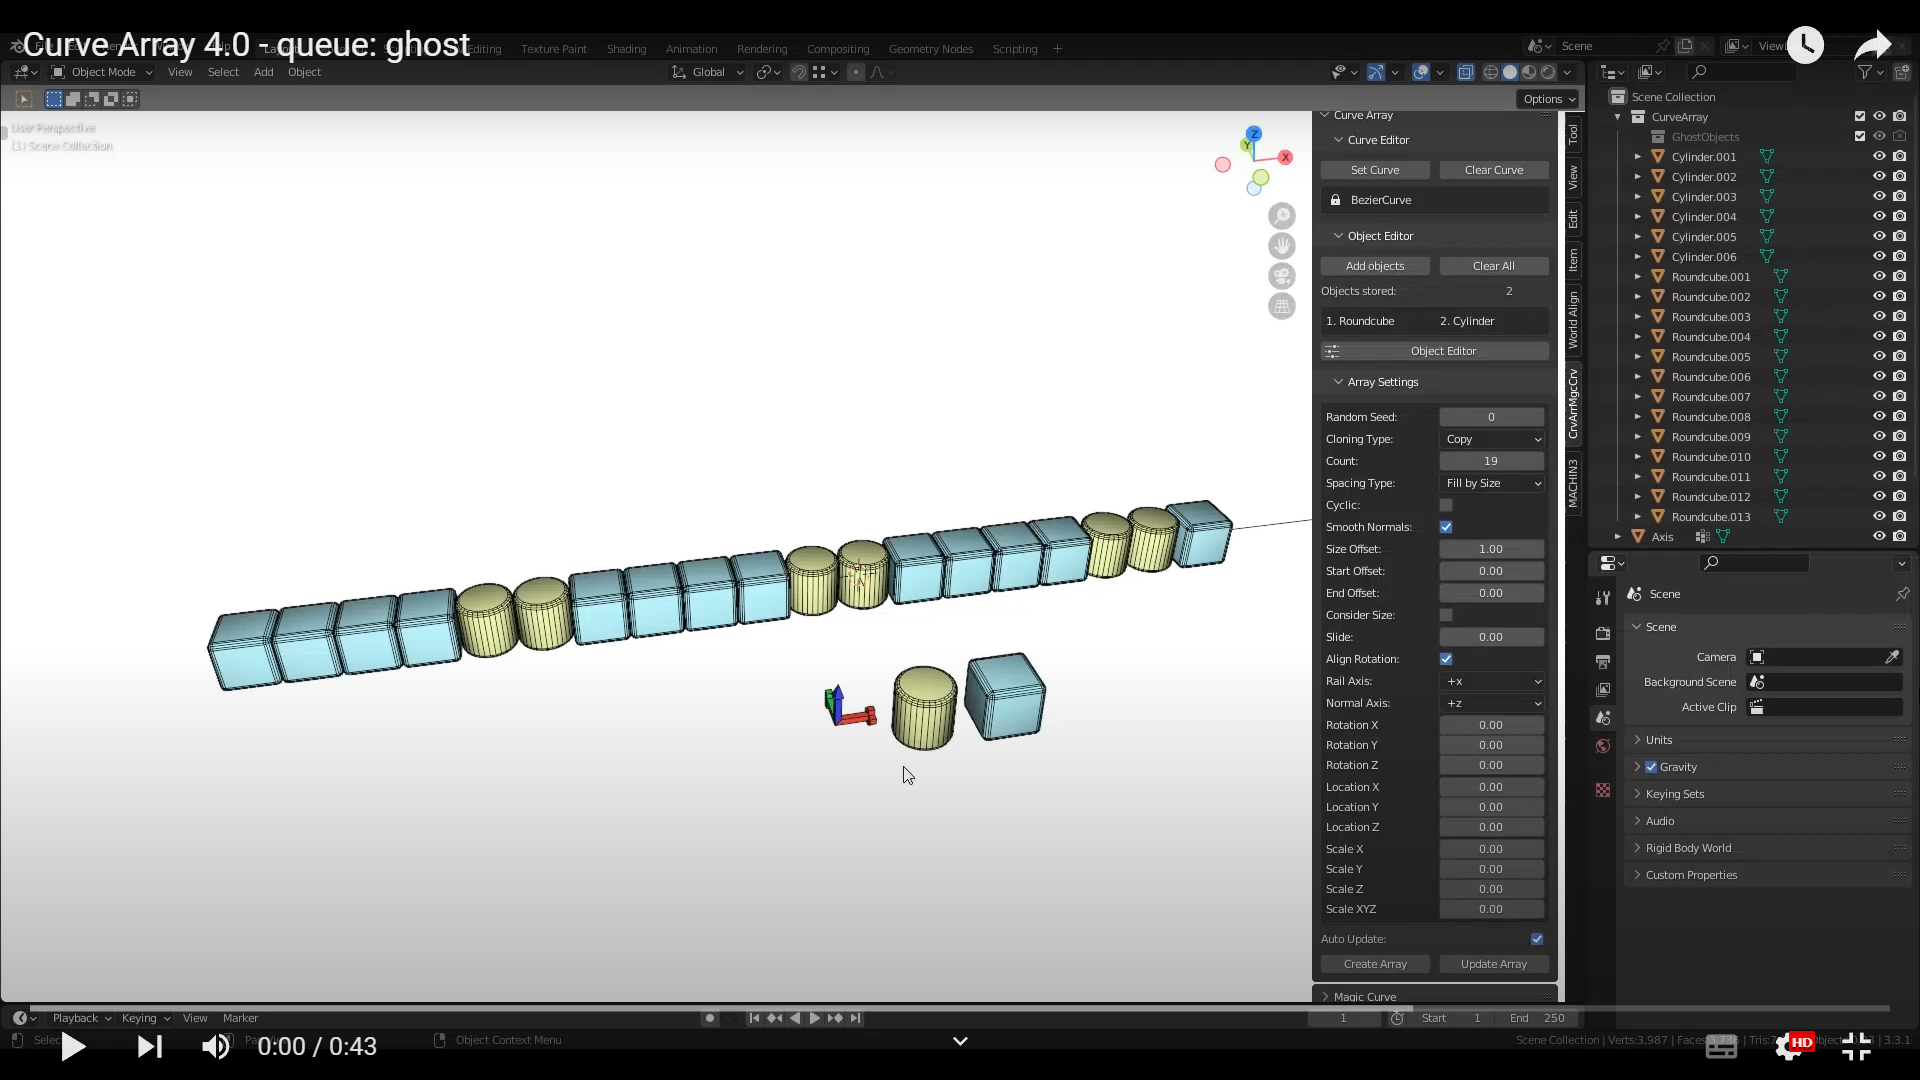 Curve Array 4.0 - queue: ghost
Editing Texture Paint Shading Animation Rendering Compositing Geometry Nodes Scripting +
Scene
Object Mode View Select Add Object
Global
Options
User Perspective
(1) Scene Collection
Z
Y
X
Curve Array
Curve Editor
Set Curve Clear Curve
BezierCurve
Object Editor
Add objects Clear All
Objects stored: 2
1. Roundcube 2. Cylinder
Object Editor
Array Settings
Random Seed: 0
Cloning Type: Copy
Count: 19
Spacing Type: Fill by Size
Cyclic:
Smooth Normals:
Size Offset: 1.00
Start Offset: 0.00
End Offset: 0.00
Consider Size:
Slide: 0.00
Align Rotation:
Rail Axis: +x
Normal Axis: +z
Rotation X 0.00
Rotation Y 0.00
Rotation Z 0.00
Location X 0.00
Location Y 0.00
Location Z 0.00
Scale X 0.00
Scale Y 0.00
Scale Z 0.00
Scale XYZ 0.00
Auto Update:
Create Array Update Array
Magic Curve
Tool
View
Edit
Item
World Align
CrvArrMgcCrv
MACHIN3
Scene Collection
CurveArray
GhostObjects
Cylinder.001
Cylinder.002
Cylinder.003
Cylinder.004
Cylinder.005
Cylinder.006
Roundcube.001
Roundcube.002
Roundcube.003
Roundcube.004
Roundcube.005
Roundcube.006
Roundcube.007
Roundcube.008
Roundcube.009
Roundcube.010
Roundcube.011
Roundcube.012
Roundcube.013
Axis
Scene
Scene
Camera
Background Scene
Active Clip
Units
Gravity
Keying Sets
Audio
Rigid Body World
Custom Properties
Playback Keying View Marker
1 Start 1 End 250
0:00 / 0:43
Object Context Menu
Scene Collection | Verts:3,987 | Faces:3,736 | 3.3.1
HD